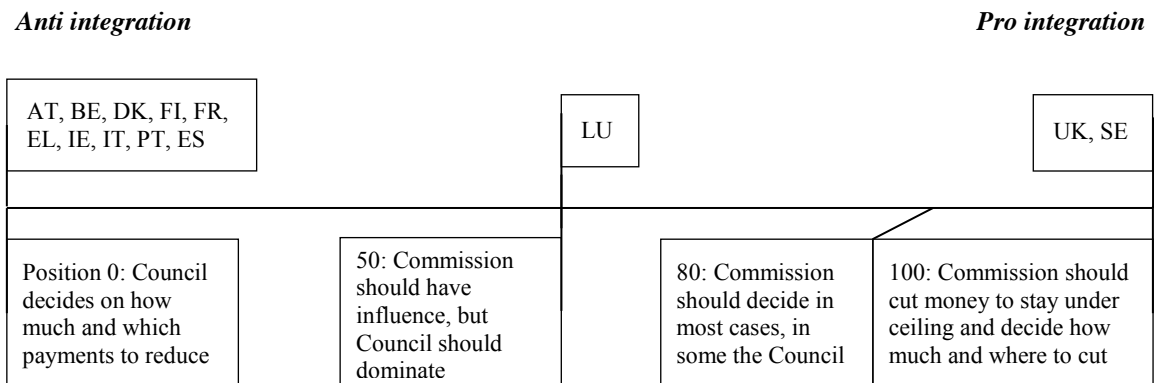 Anti integration
Pro integration
AT, BE, DK, FI, FR,
EL, IE, IT, PT, ES
LU
UK, SE
Position 0: Council
decides on how
much and which
payments to reduce
50: Commission
should have
influence, but
Council should
dominate
80: Commission
should decide in
most cases, in
some the Council
100: Commission should
cut money to stay under
ceiling and decide how
much and where to cut